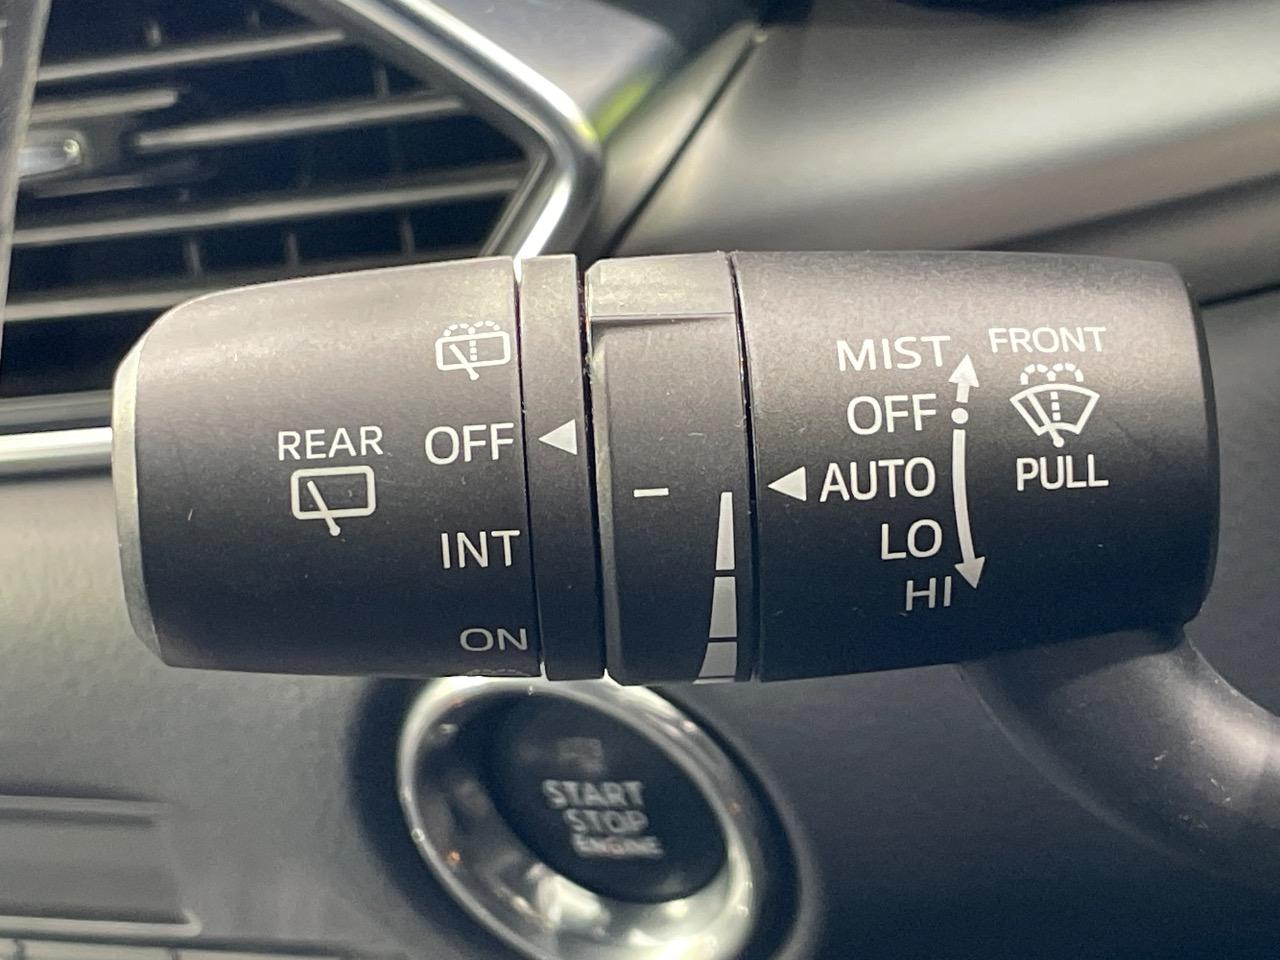 REAR
OFF
INT
ON
MIST
OFF
AUTO
LO
HI
FRONT
PULL
START
STOP
ENGINE